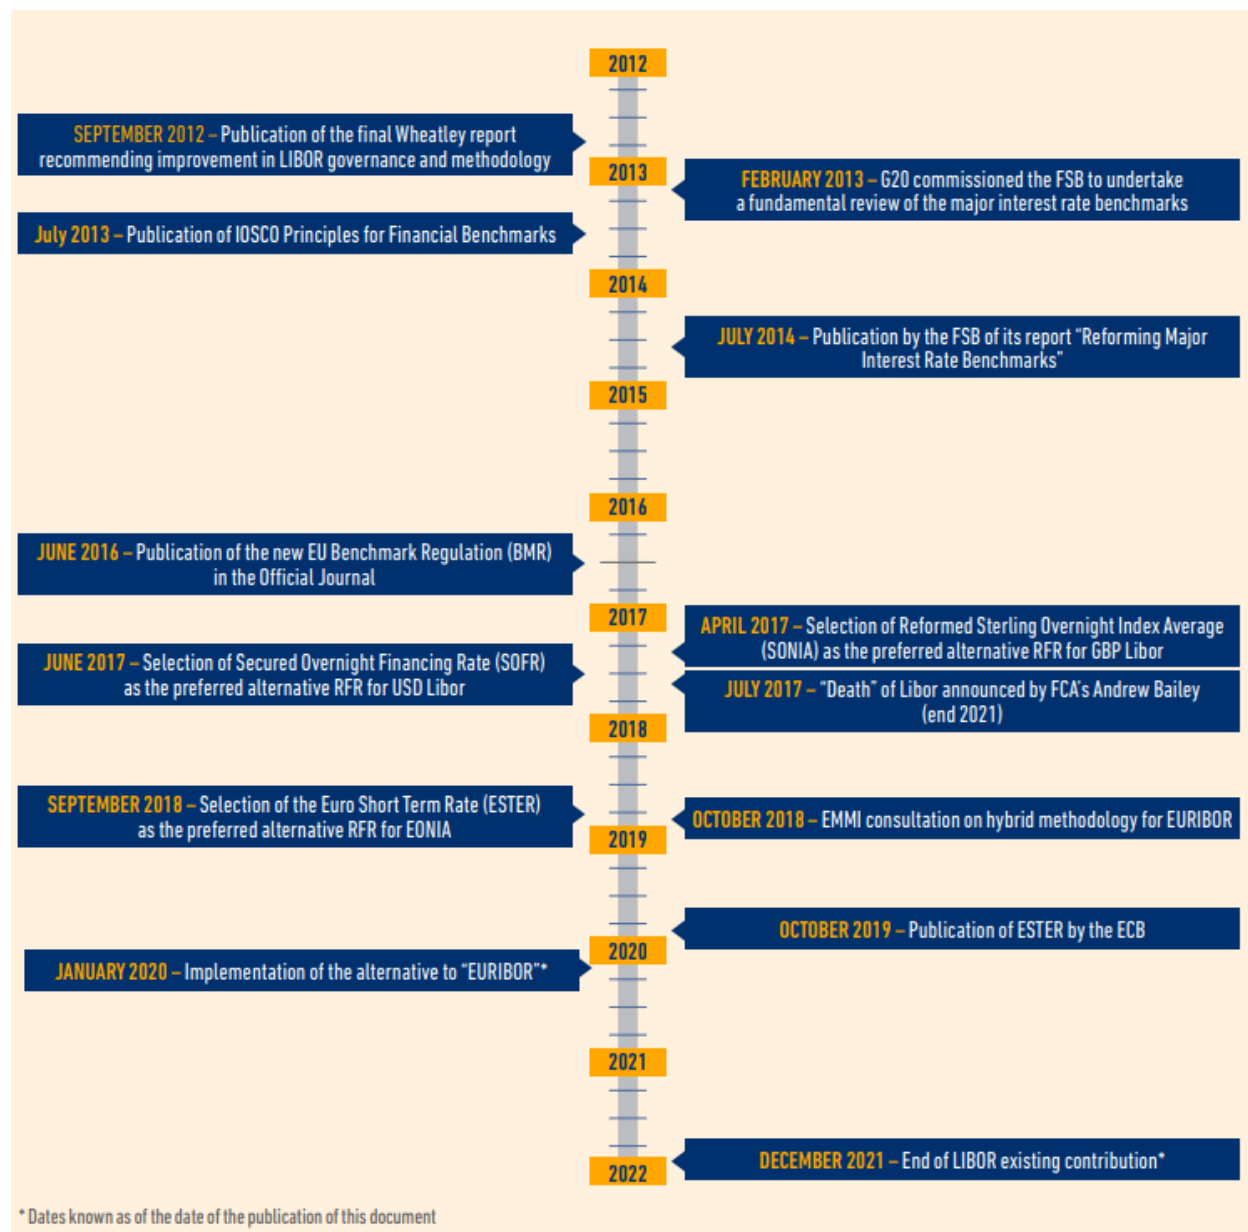 2012
SEPTEMBER 2012 – Publication of the final Wheatley report
recommending improvement in LIBOR governance and methodology
2013
FEBRUARY 2013 – G20 commissioned the FSB to undertake
a fundamental review of the major interest rate benchmarks
July 2013 – Publication of IOSCO Principles for Financial Benchmarks
2014
JULY 2014 – Publication by the FSB of its report “Reforming Major
Interest Rate Benchmarks”
2015
2016
JUNE 2016 – Publication of the new EU Benchmark Regulation (BMR)
in the Official Journal
2017
APRIL 2017 – Selection of Reformed Sterling Overnight Index Average
(SONIA) as the preferred alternative RFR for GBP Libor
JUNE 2017 – Selection of Secured Overnight Financing Rate (SOFR)
as the preferred alternative RFR for USD Libor
JULY 2017 – “Death” of Libor announced by FCA’s Andrew Bailey
(end 2021)
2018
SEPTEMBER 2018 – Selection of the Euro Short Term Rate (ESTER)
as the preferred alternative RFR for EONIA
OCTOBER 2018 – EMMI consultation on hybrid methodology for EURIBOR
2019
OCTOBER 2019 – Publication of ESTER by the ECB
2020
JANUARY 2020 – Implementation of the alternative to “EURIBOR”*
2021
DECEMBER 2021 – End of LIBOR existing contribution*
2022
* Dates known as of the date of the publication of this document